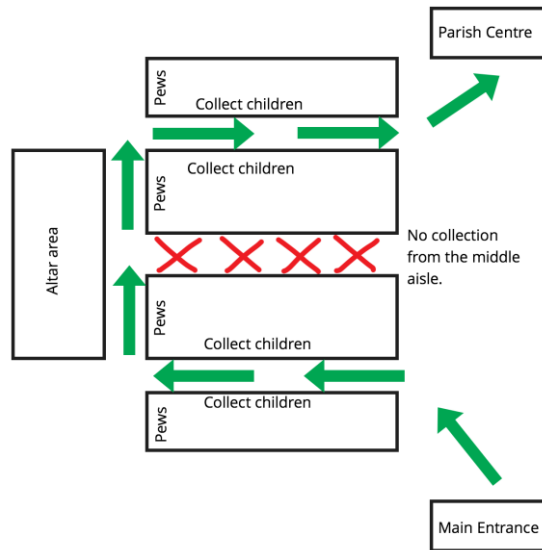 Parish Centre
Pews
Collect children
Collect children
Pews
Altar area
No collection
from the middle
aisle.
Pews
Collect children
Collect children
Pews
Main Entrance